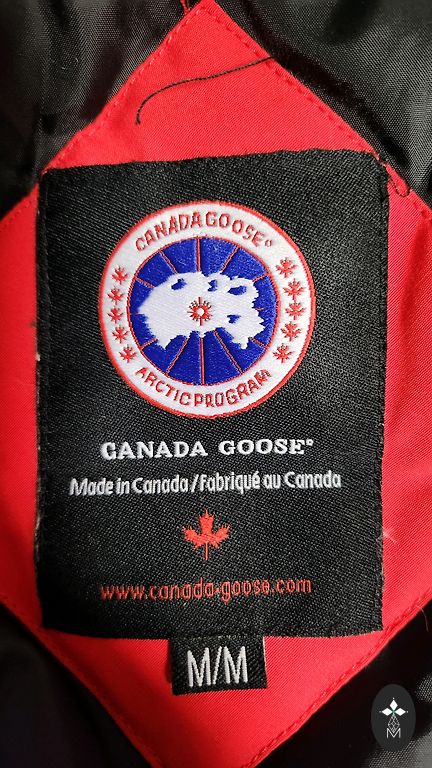 CANADA GOOSE®
ARCTIC PROGRAM
CANADA GOOSE®
Made in Canada/Fabriqué au Canada
www.canada-goose.com
M/M
M